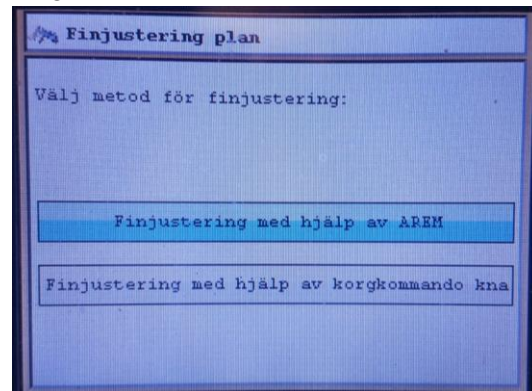 Finjustering plan
Välj metod för finjustering:
Finjustering med hjälp av AREM
Finjustering med hjälp av korgkommando kna